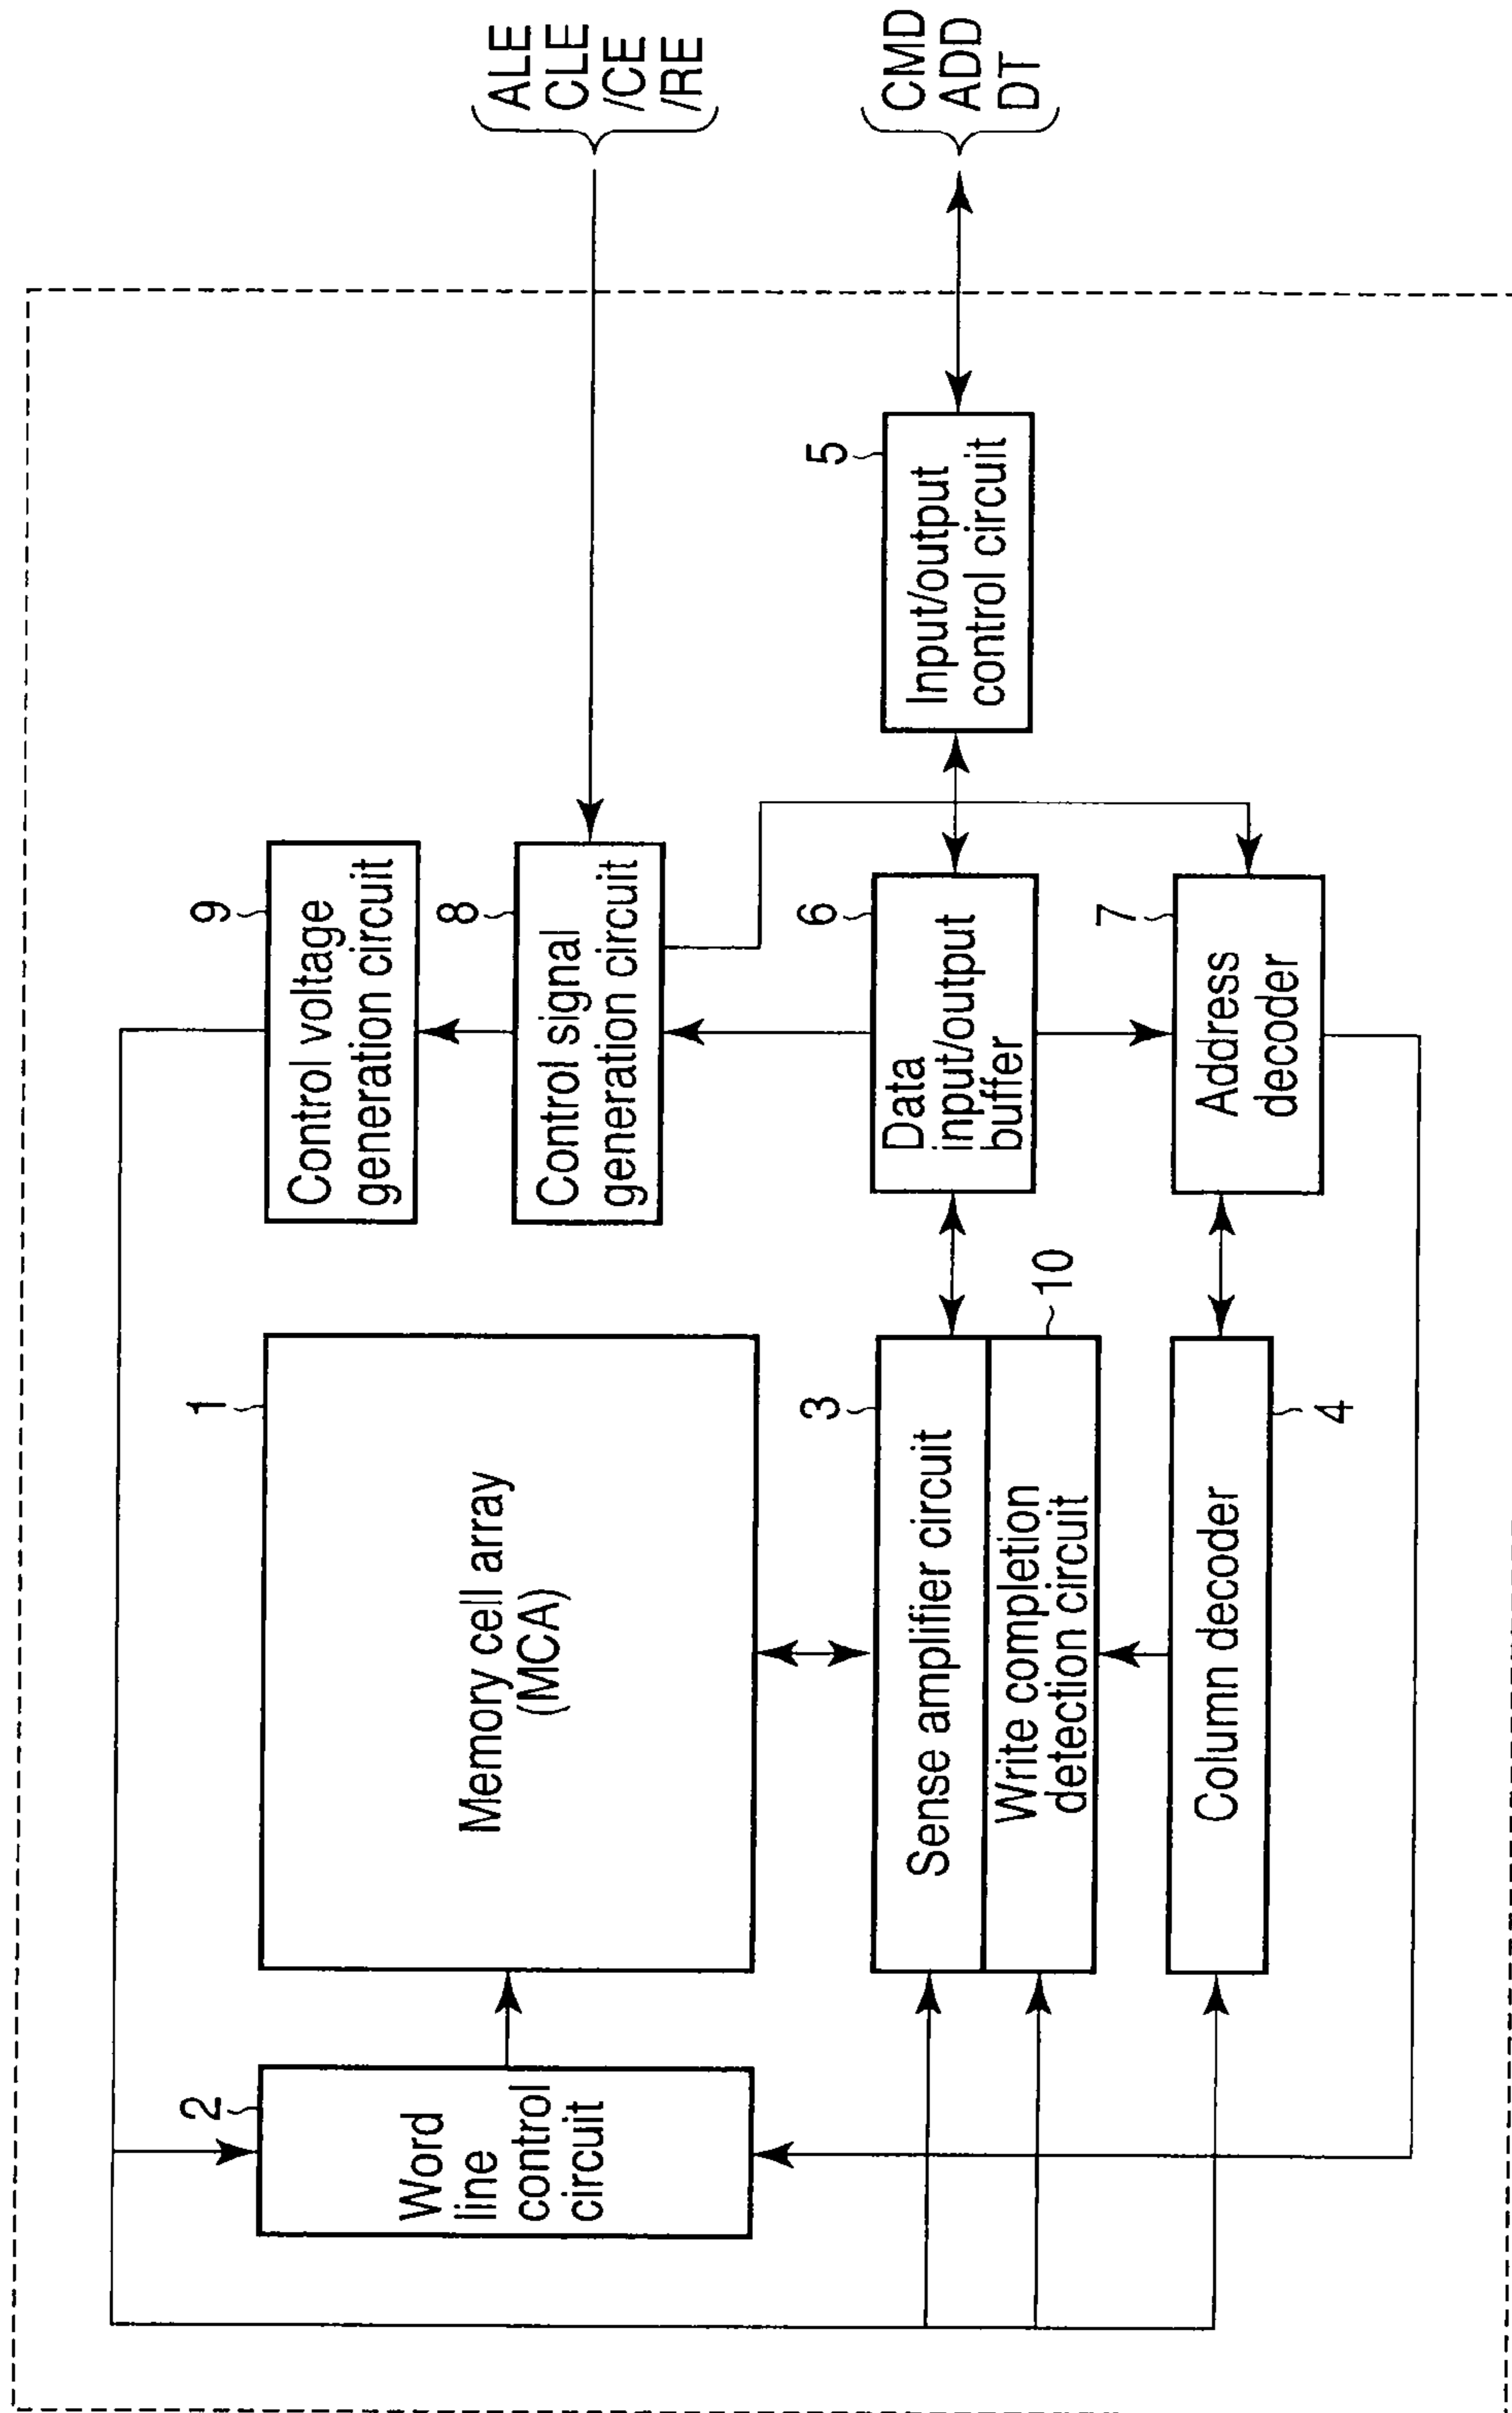 2
Word
line
control
circuit
1
Memory cell array
(MCA)
9
Control voltage
generation circuit
8
Control signal
generation circuit
ALE
CLE
/CE
/RE
3
Sense amplifier circuit
Write completion
detection circuit
10
6
Data
input/output
buffer
5
Input/output
control circuit
CMD
ADD
DT
Column decoder
4
7
Address
decoder